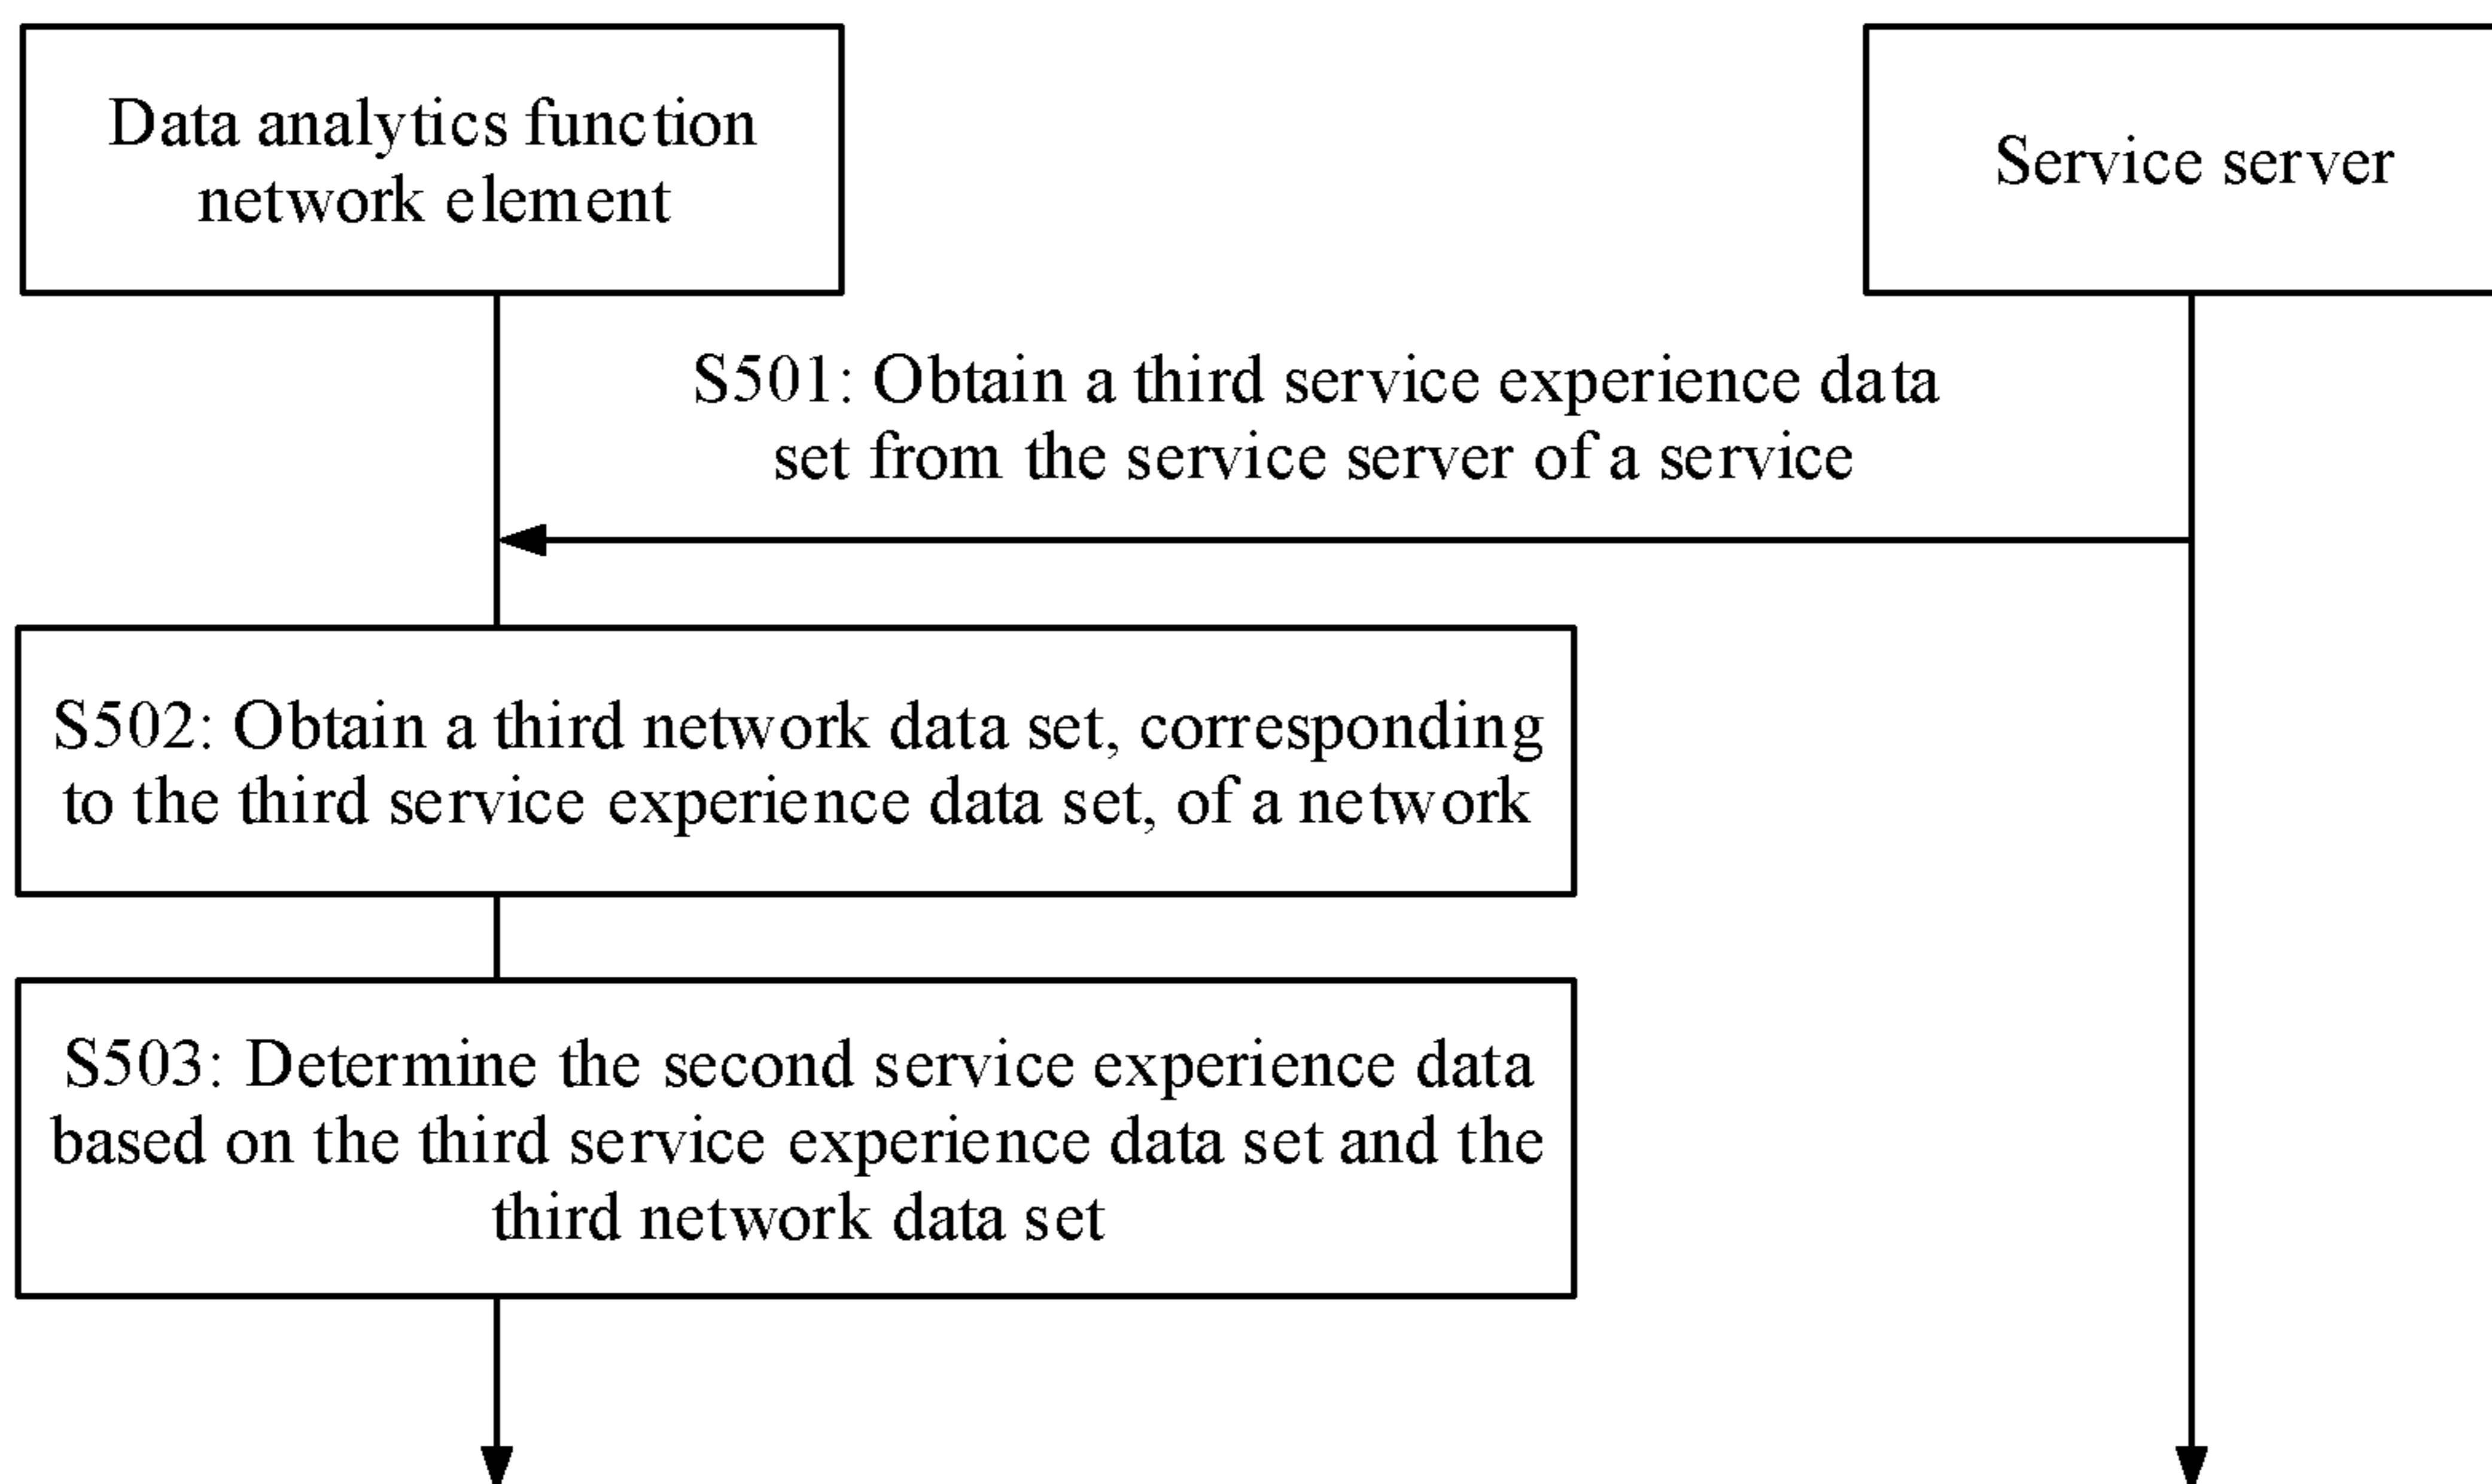 Data analytics function
network element
Service server
S501: Obtain a third service experience data
set from the service server of a service
S502: Obtain a third network data set, corresponding
to the third service experience data set, of a network
S503: Determine the second service experience data
based on the third service experience data set and the
third network data set